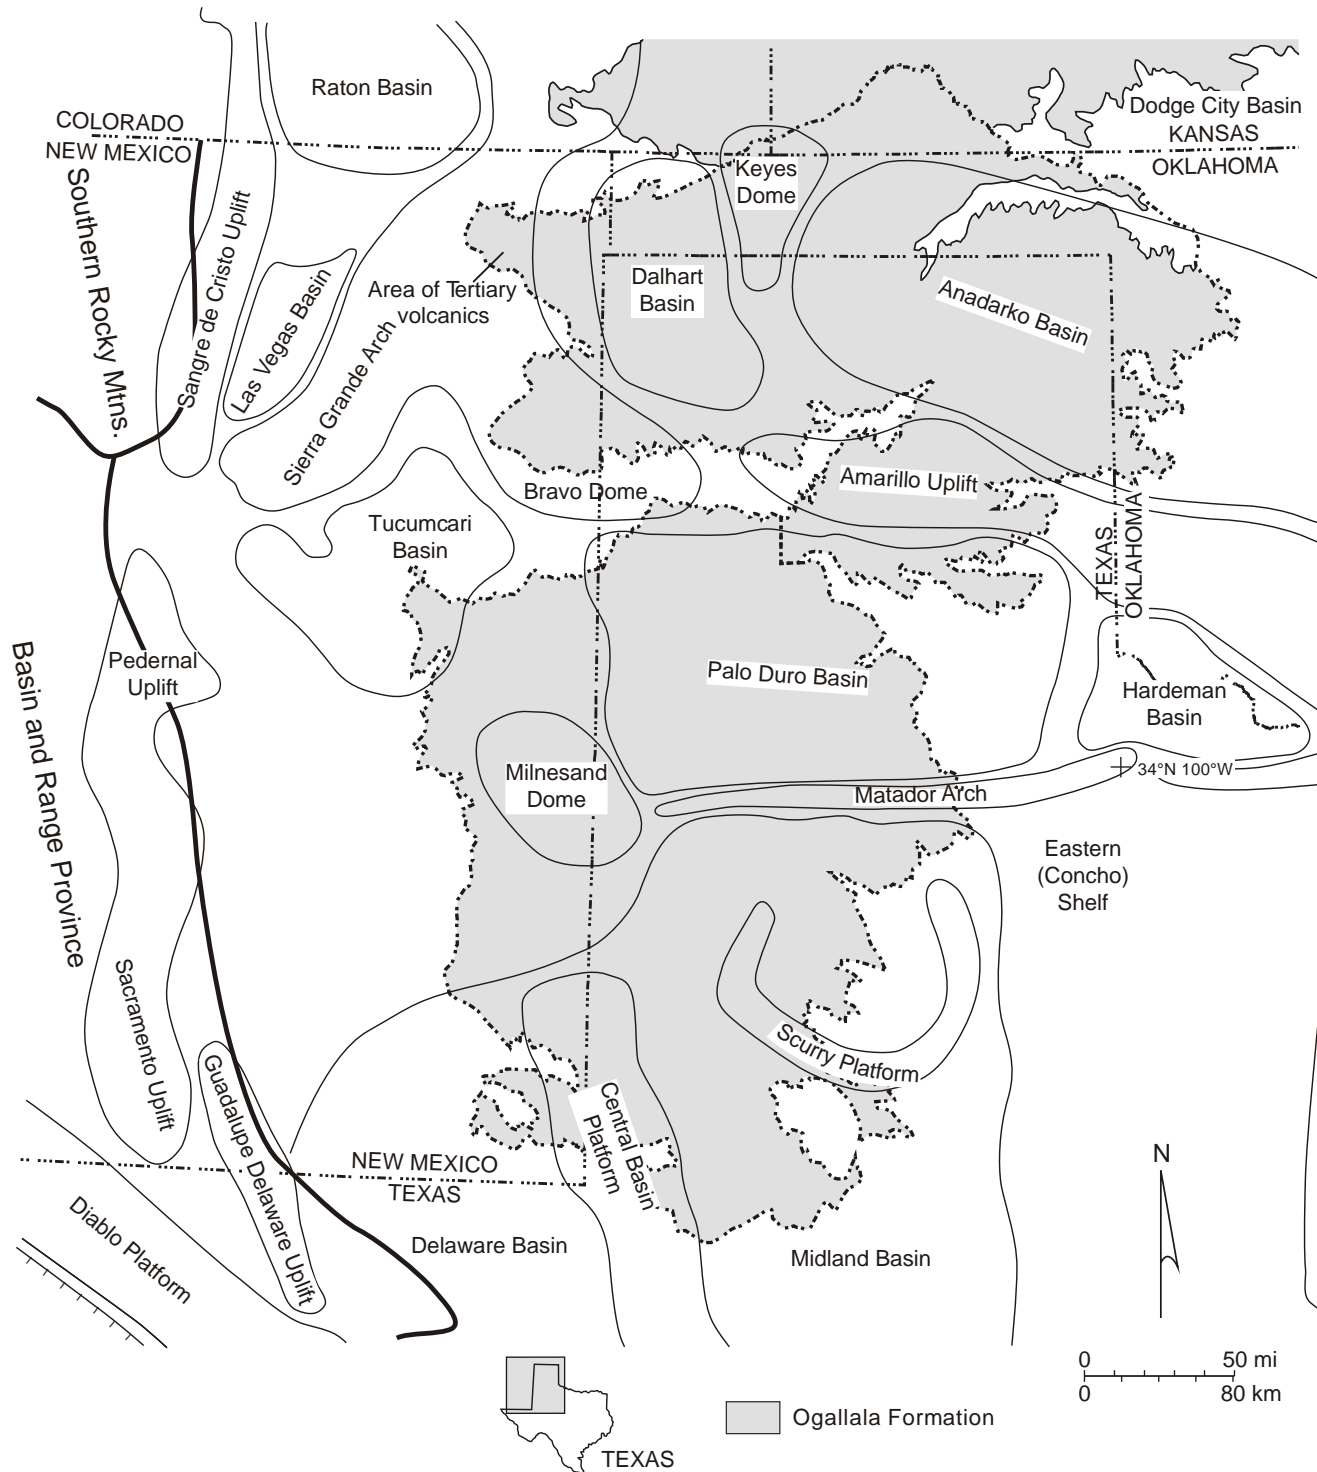 Raton Basin
COLORADO
NEW MEXICO
Dodge City Basin
KANSAS
OKLAHOMA
Keyes
Dome
Southern Rocky Mtns.
Sangre de Cristo Uplift
Las Vegas Basin
Area of Tertiary
volcanics
Sierra Grande Arch
Dalhart
Basin
Anadarko Basin
Bravo Dome
Amarillo Uplift
Tucumcari
Basin
TEXAS
OKLAHOMA
Basin and Range Province
Pedernal
Uplift
Palo Duro Basin
Hardeman
Basin
Milnesand
Dome
34°N 100°W
Matador Arch
Eastern
(Concho)
Shelf
Sacramento Uplift
Guadalupe Delaware Uplift
Scurry Platform
Central Basin
Platform
NEW MEXICO
TEXAS
Diablo Platform
Delaware Basin
Midland Basin
N
0 50 mi
0 80 km
Ogallala Formation
TEXAS